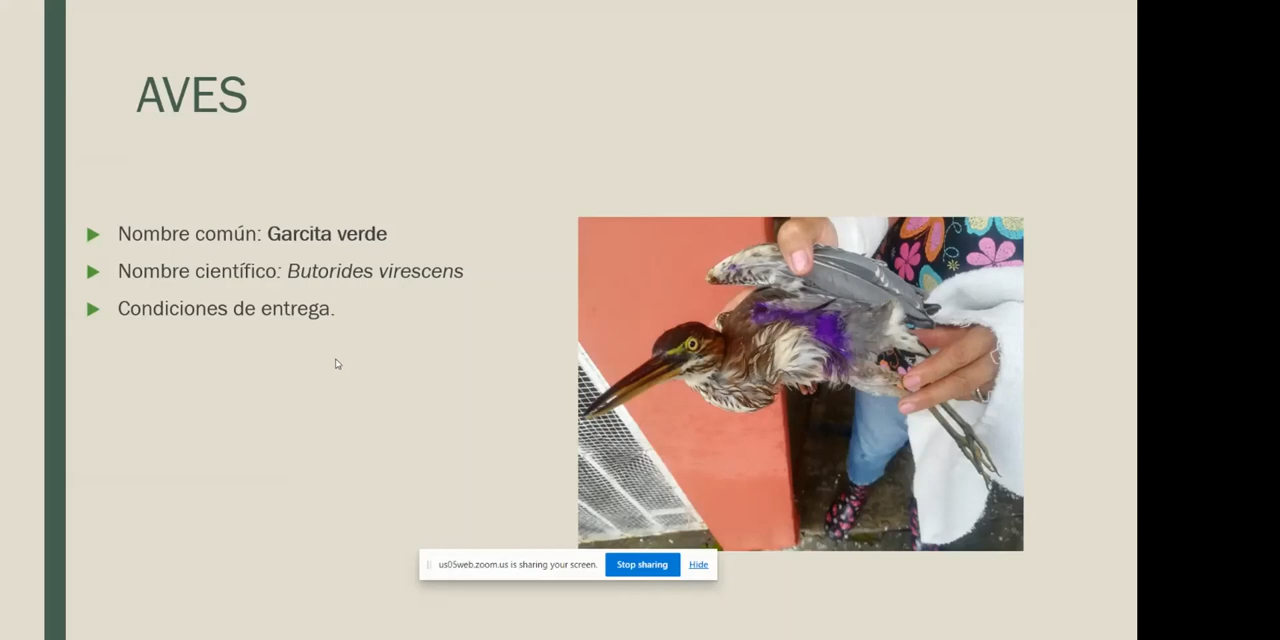 AVES
Nombre común: Garcita verde
Nombre científico: Butorides virescens
Condiciones de entrega.
us05web.zoom.us is sharing your screen. Stop sharing Hide